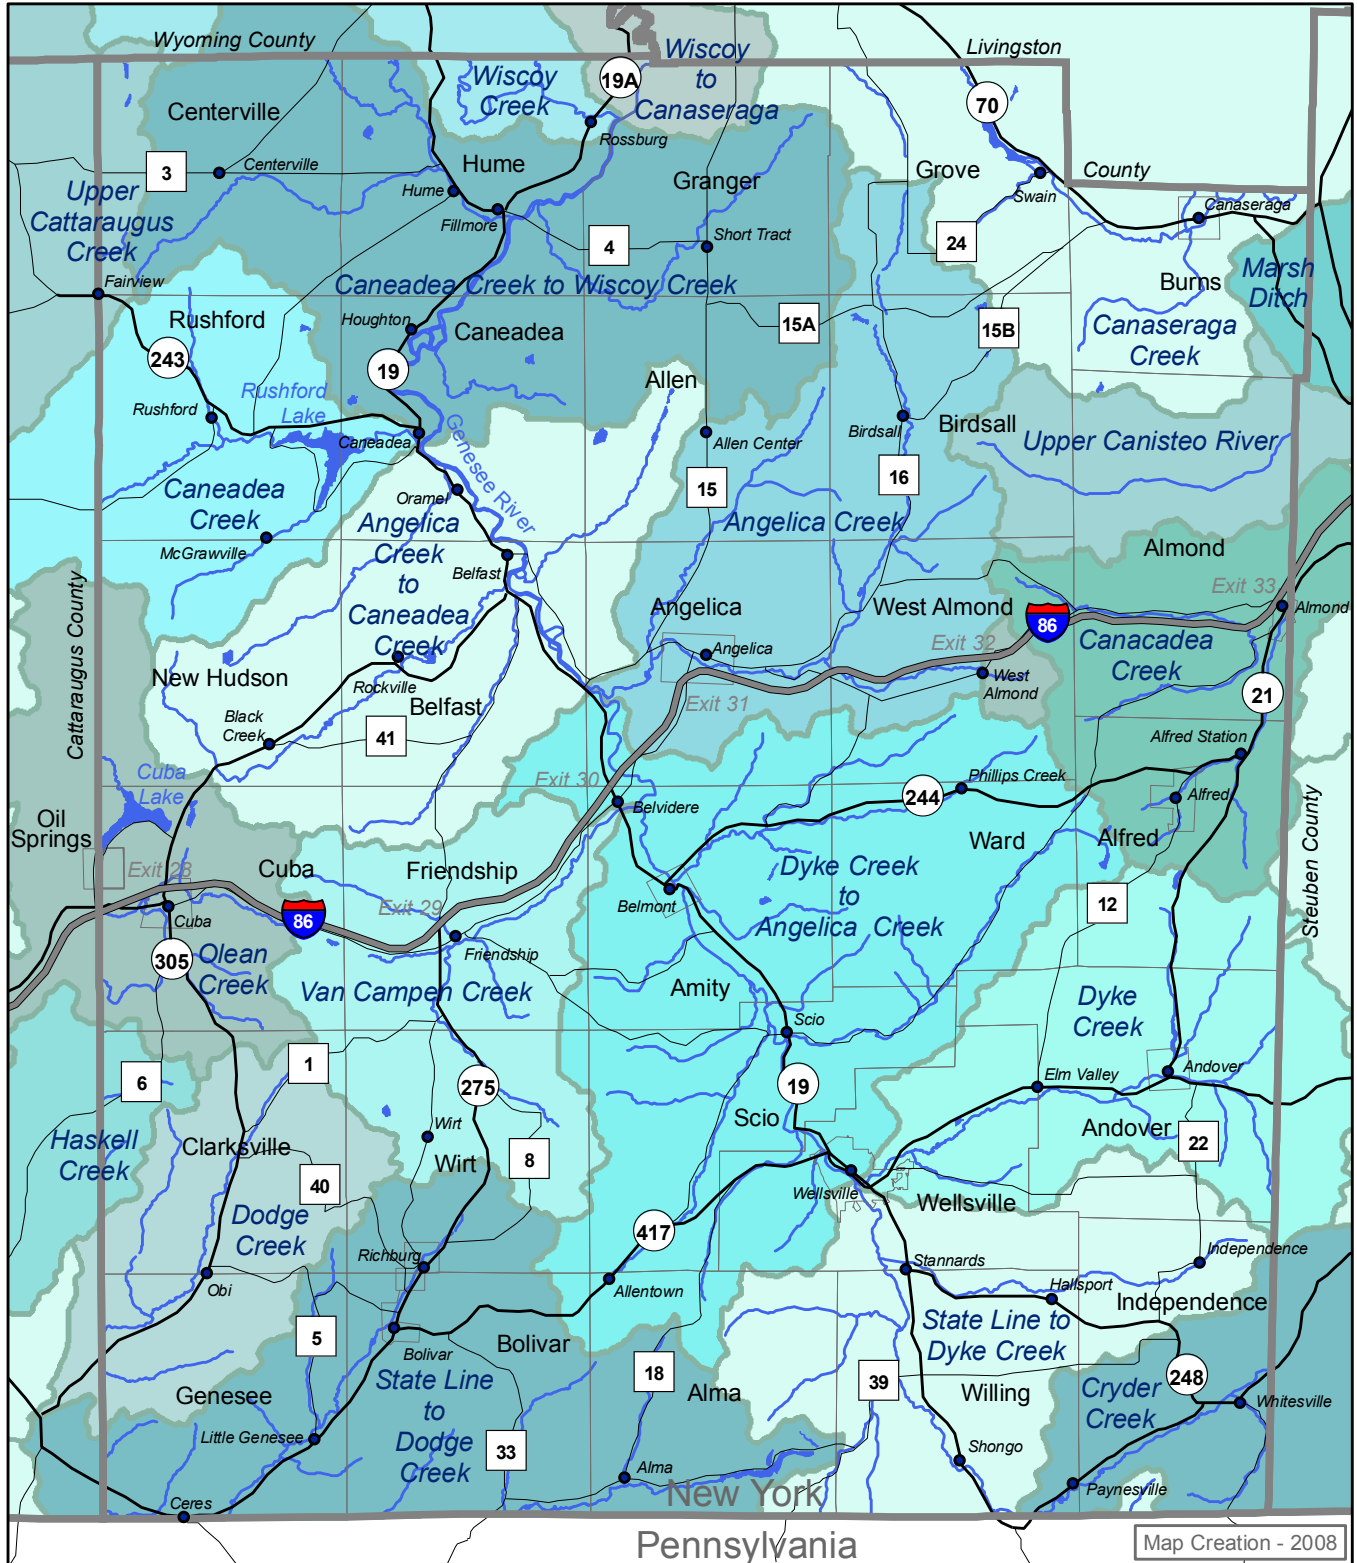 Wyoming County
Livingston
Wiscoy
to
Canaseraga
Wiscoy
Creek
19A
70
Centerville
Rossburg
3
Centerville
Hume
Granger
Grove
County
Upper
Cattaraugus
Creek
Hume
Fillmore
Swain
Canaseraga
4
Short Tract
24
Marsh
Ditch
Fairview
Caneadea Creek to Wiscoy Creek
Burns
Rushford
Houghton
Caneadea
15A
15B
Canaseraga
Creek
243
19
Allen
Rushford
Lake
Rushford
Caneadea
Genesee River
Allen Center
Birdsall
Birdsall
Upper Canisteo River
Caneadea
Creek
Oramel
15
16
Angelica
Creek
to
Caneadea
Creek
Angelica Creek
McGrawville
Belfast
Almond
Cattaraugus County
Angelica
West Almond
86
Exit 33
Almond
Canacadea
Creek
Exit 32
Angelica
New Hudson
Rockville
Belfast
West
Almond
Exit 31
21
Black
Creek
41
Alfred Station
Cuba
Lake
Exit 30
Phillips Creek
244
Belvidere
Alfred
Oil
Springs
Ward
Alfred
Steuben County
Exit 28
Cuba
Friendship
Dyke Creek
to
Angelica Creek
Belmont
12
Cuba
86
Exit 29
Friendship
305
Olean
Creek
Van Campen Creek
Amity
Dyke
Creek
Scio
6
1
275
19
Elm Valley
Andover
Scio
Haskell
Creek
Clarksville
Wirt
Wirt
8
Andover
22
40
Wellsville
Wellsville
Dodge
Creek
417
Richburg
Stannards
Independence
Obi
Allentown
Hallsport
Independence
5
Bolivar
Bolivar
State Line to
Dyke Creek
State Line
to
Dodge
Creek
18
Alma
39
Willing
Cryder
Creek
248
Genesee
Whitesville
Little Genesee
33
Shongo
Alma
Paynesville
Ceres
New York
Pennsylvania
Map Creation - 2008